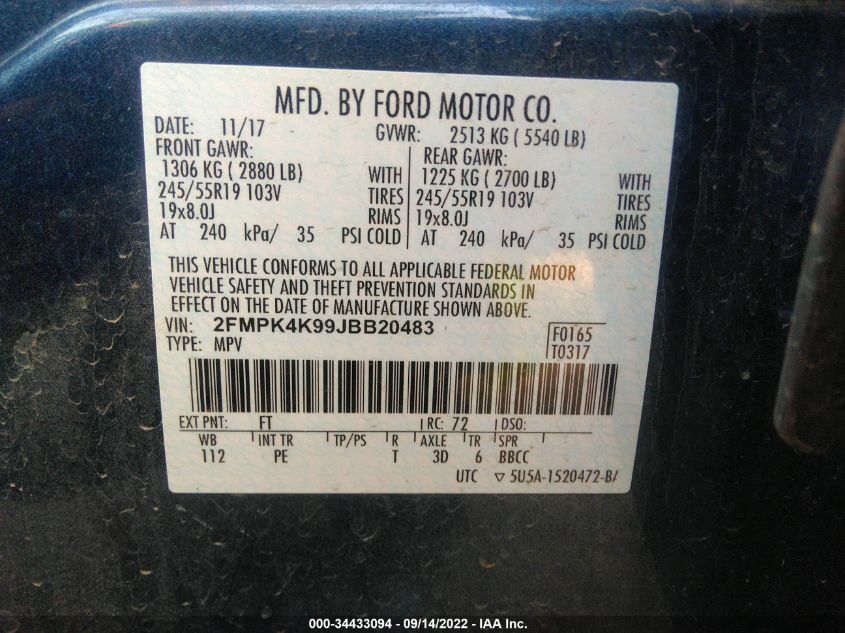 MFD. BY FORD MOTOR CO.
DATE: 11/17 GVWR: 2513 KG ( 5540 LB)
FRONT GAWR: REAR GAWR:
1306 KG ( 2880 LB) WITH 1225 KG ( 2700 LB) WITH
245/55R19 103V TIRES 245/55R19 103V TIRES
19x8.0J RIMS 19x8.0J RIMS
AT 240 kPa/ 35 PSI COLD AT 240 kPa/ 35 PSI COLD
THIS VEHICLE CONFORMS TO ALL APPLICABLE FEDERAL MOTOR
VEHICLE SAFETY AND THEFT PREVENTION STANDARDS IN
EFFECT ON THE DATE OF MANUFACTURE SHOWN ABOVE.
VIN: 2FMPK4K99JBB20483 F0165
TYPE: MPV T0317
EXT PNT: FT RC: 72 DSO:
WB INT TR TP/PS R AXLE TR SPR
112 PE T 3D 6 BBCC
UTC ▽ 5U5A-1520472-BA
000-34433094 - 09/14/2022 - IAA Inc.